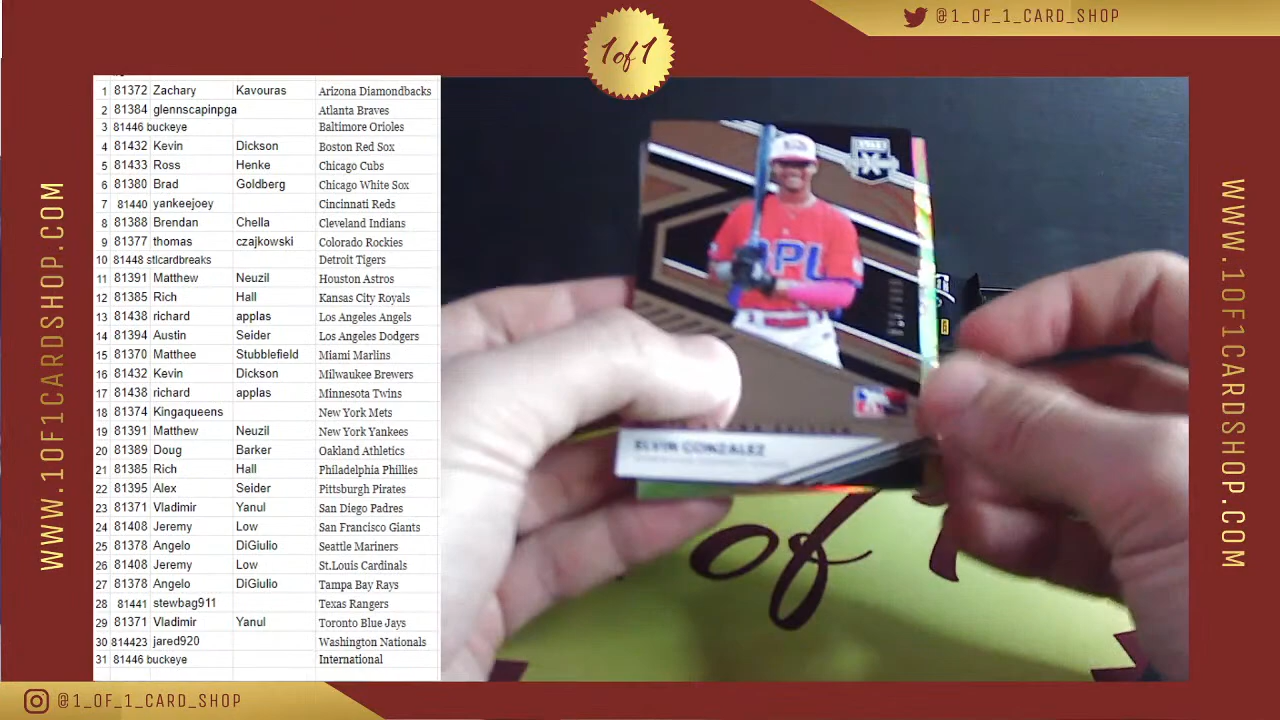 1of1
@1_OF_1_CARD_SHOP
WWW.1OF1CARDSHOP.COM
1 81372 Zachary Kavouras Arizona Diamondbacks
2 81384 glennscapinpga Atlanta Braves
3 81446 buckeye Baltimore Orioles
4 81432 Kevin Dickson Boston Red Sox
5 81433 Ross Henke Chicago Cubs
6 81380 Brad Goldberg Chicago White Sox
7 81440 yankeejoey Cincinnati Reds
8 81388 Brendan Chella Cleveland Indians
9 81377 thomas czajkowski Colorado Rockies
10 81448 stlcardbreaks Detroit Tigers
11 81391 Matthew Neuzil Houston Astros
12 81385 Rich Hall Kansas City Royals
13 81438 richard applas Los Angeles Angels
14 81394 Austin Seider Los Angeles Dodgers
15 81370 Matthee Stubblefield Miami Marlins
16 81432 Kevin Dickson Milwaukee Brewers
17 81438 richard applas Minnesota Twins
18 81374 Kingaqueens New York Mets
19 81391 Matthew Neuzil New York Yankees
20 81389 Doug Barker Oakland Athletics
21 81385 Rich Hall Philadelphia Phillies
22 81395 Alex Seider Pittsburgh Pirates
23 81371 Vladimir Yanul San Diego Padres
24 81408 Jeremy Low San Francisco Giants
25 81378 Angelo DiGiulio Seattle Mariners
26 81408 Jeremy Low St.Louis Cardinals
27 81378 Angelo DiGiulio Tampa Bay Rays
28 81441 stewbag911 Texas Rangers
29 81371 Vladimir Yanul Toronto Blue Jays
30 814423 jared920 Washington Nationals
31 81446 buckeye International
ELITE
X
DPL
ELVIN GONZALEZ
of
WWW.1OF1CARDSHOP.COM
@1_OF_1_CARD_SHOP